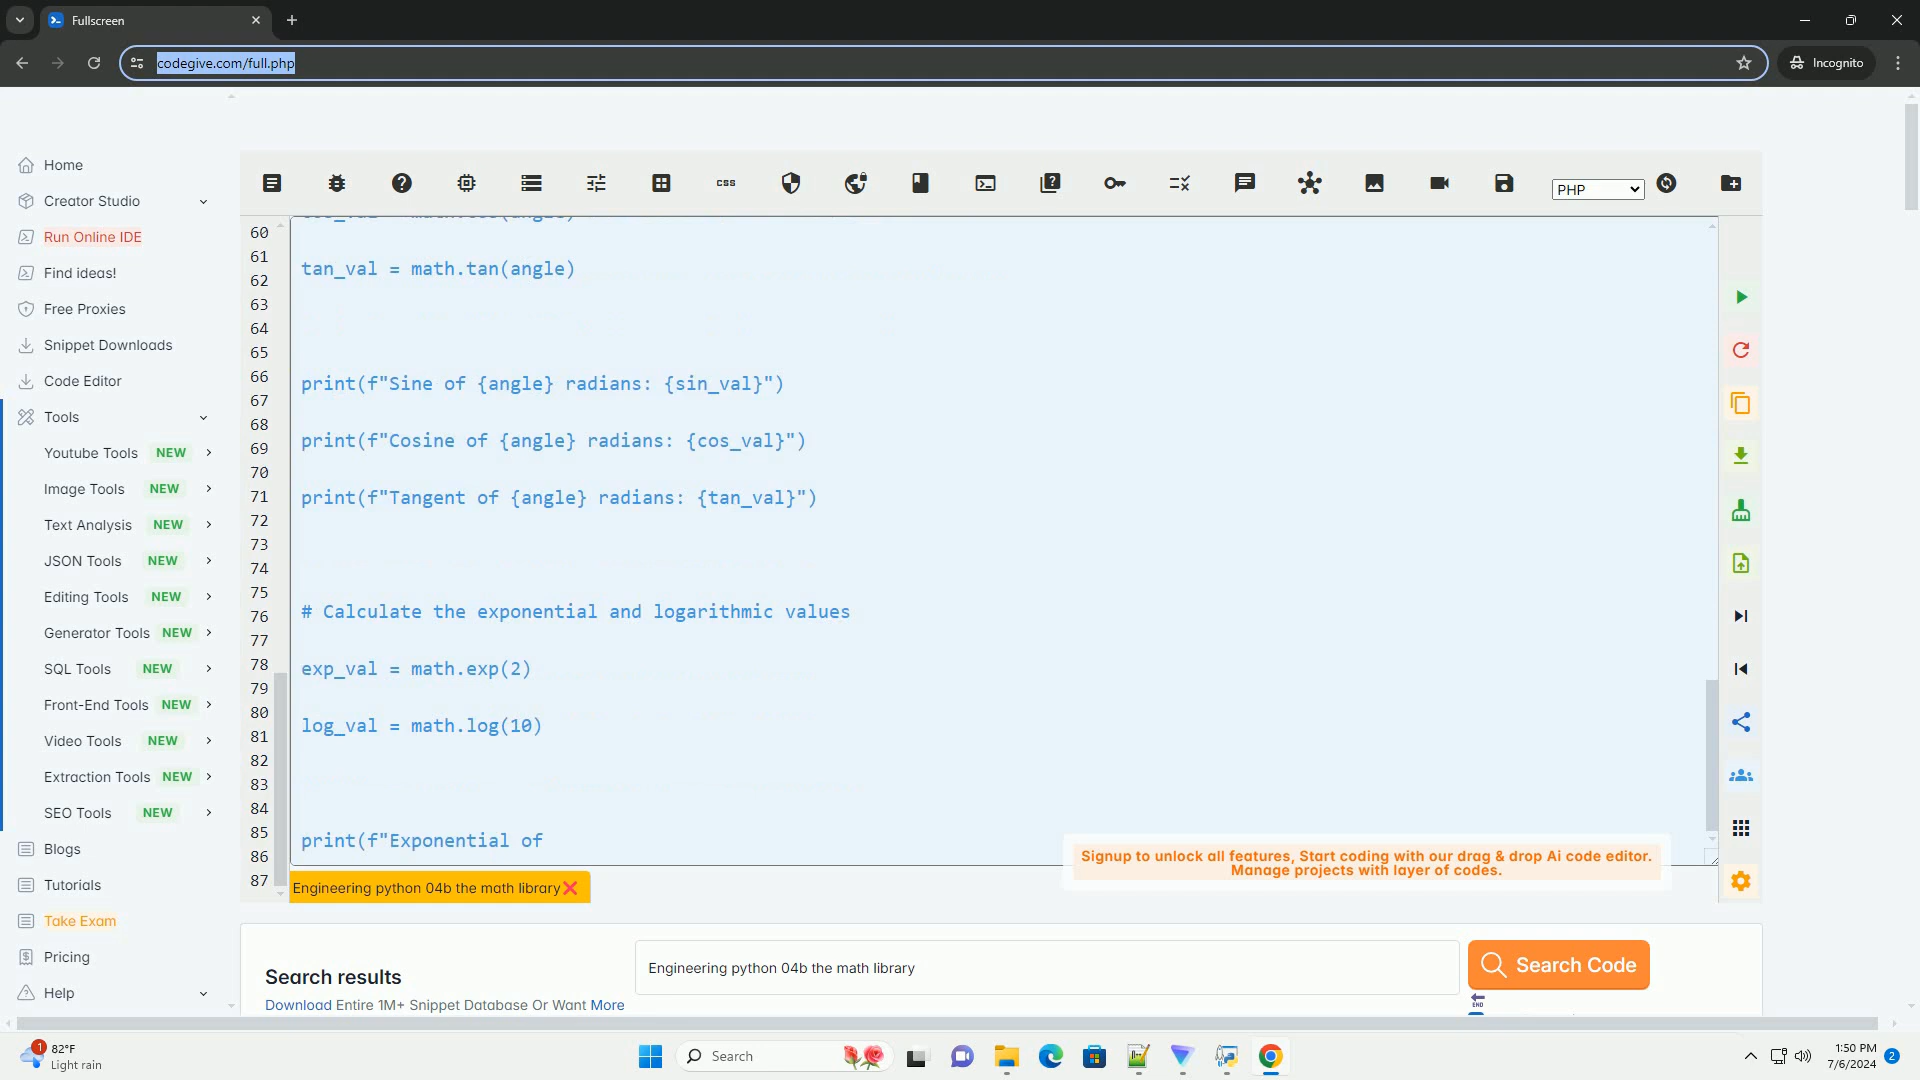 Fullscreen
codegive.com/full.php
Incognito
Home
Creator Studio
Run Online IDE
Find ideas!
Free Proxies
Snippet Downloads
Code Editor
Tools
Youtube Tools NEW
Image Tools NEW
Text Analysis NEW
JSON Tools NEW
Editing Tools NEW
Generator Tools NEW
SQL Tools NEW
Front-End Tools NEW
Video Tools NEW
Extraction Tools NEW
SEO Tools NEW
Blogs
Tutorials
Take Exam
Pricing
Help
css
PHP
60
61
62
63
64
65
66
67
68
69
70
71
72
73
74
75
76
77
78
79
80
81
82
83
84
85
86
87
tan_val = math.tan(angle)
print(f"Sine of {angle} radians: {sin_val}")
print(f"Cosine of {angle} radians: {cos_val}")
print(f"Tangent of {angle} radians: {tan_val}")
# Calculate the exponential and logarithmic values
exp_val = math.exp(2)
log_val = math.log(10)
print(f"Exponential of
Signup to unlock all features, Start coding with our drag & drop Ai code editor.
Manage projects with layer of codes.
Engineering python 04b the math library
Search results
Download Entire 1M+ Snippet Database Or Want More
Engineering python 04b the math library
Search Code
END
1
82°F
Light rain
Search
1:50 PM
7/6/2024
2